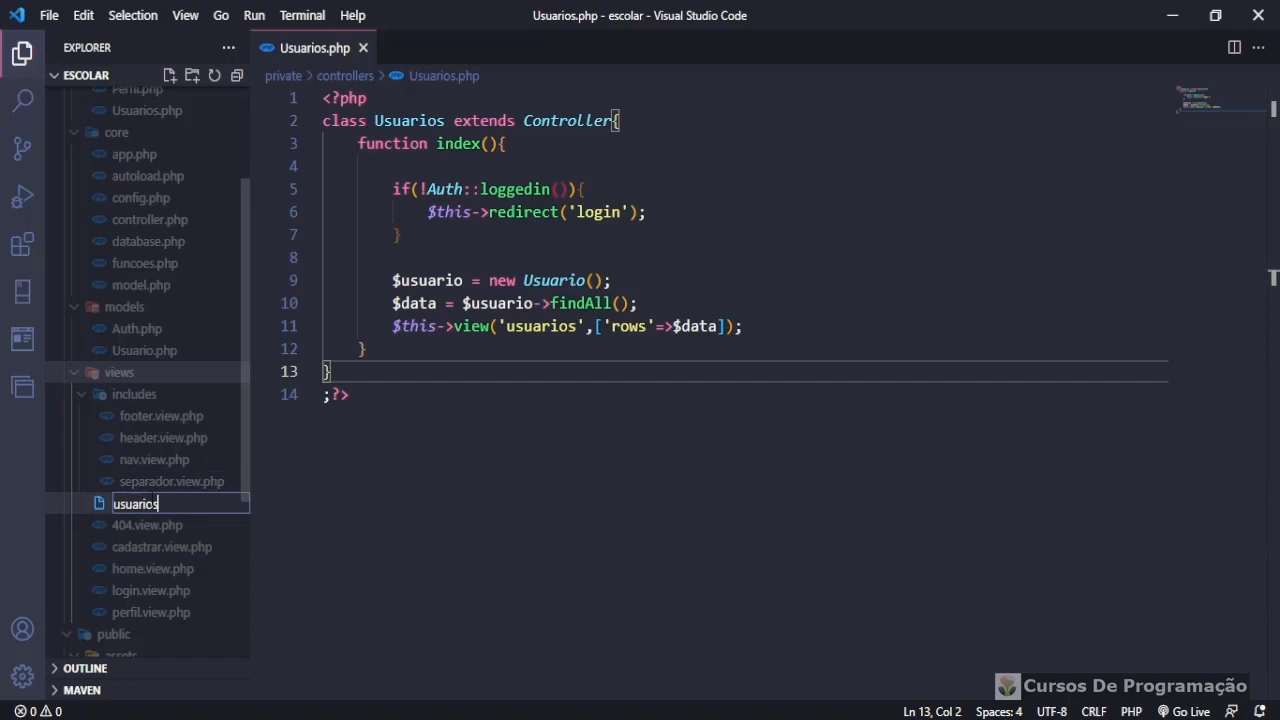 File Edit Selection View Go Run Terminal Help
Usuarios.php - escolar - Visual Studio Code
EXPLORER
Usuarios.php
ESCOLAR
private > controllers > Usuarios.php
Perfil.php
Usuarios.php
core
app.php
autoload.php
config.php
controller.php
database.php
funcoes.php
model.php
models
Auth.php
Usuario.php
views
includes
footer.view.php
header.view.php
nav.view.php
separador.view.php
usuarios
404.view.php
cadastrar.view.php
home.view.php
login.view.php
perfil.view.php
public
assets
OUTLINE
MAVEN
1 <?php
2 class Usuarios extends Controller{
3 function index(){
4
5 if(!Auth::loggedin()){
6 $this->redirect('login');
7 }
8
9 $usuario = new Usuario();
10 $data = $usuario->findAll();
11 $this->view('usuarios',['rows'=>$data]);
12 }
13 }
14 ;?>
Cursos De Programação
0 0
Ln 13, Col 2 Spaces: 4 UTF-8 CRLF PHP Go Live